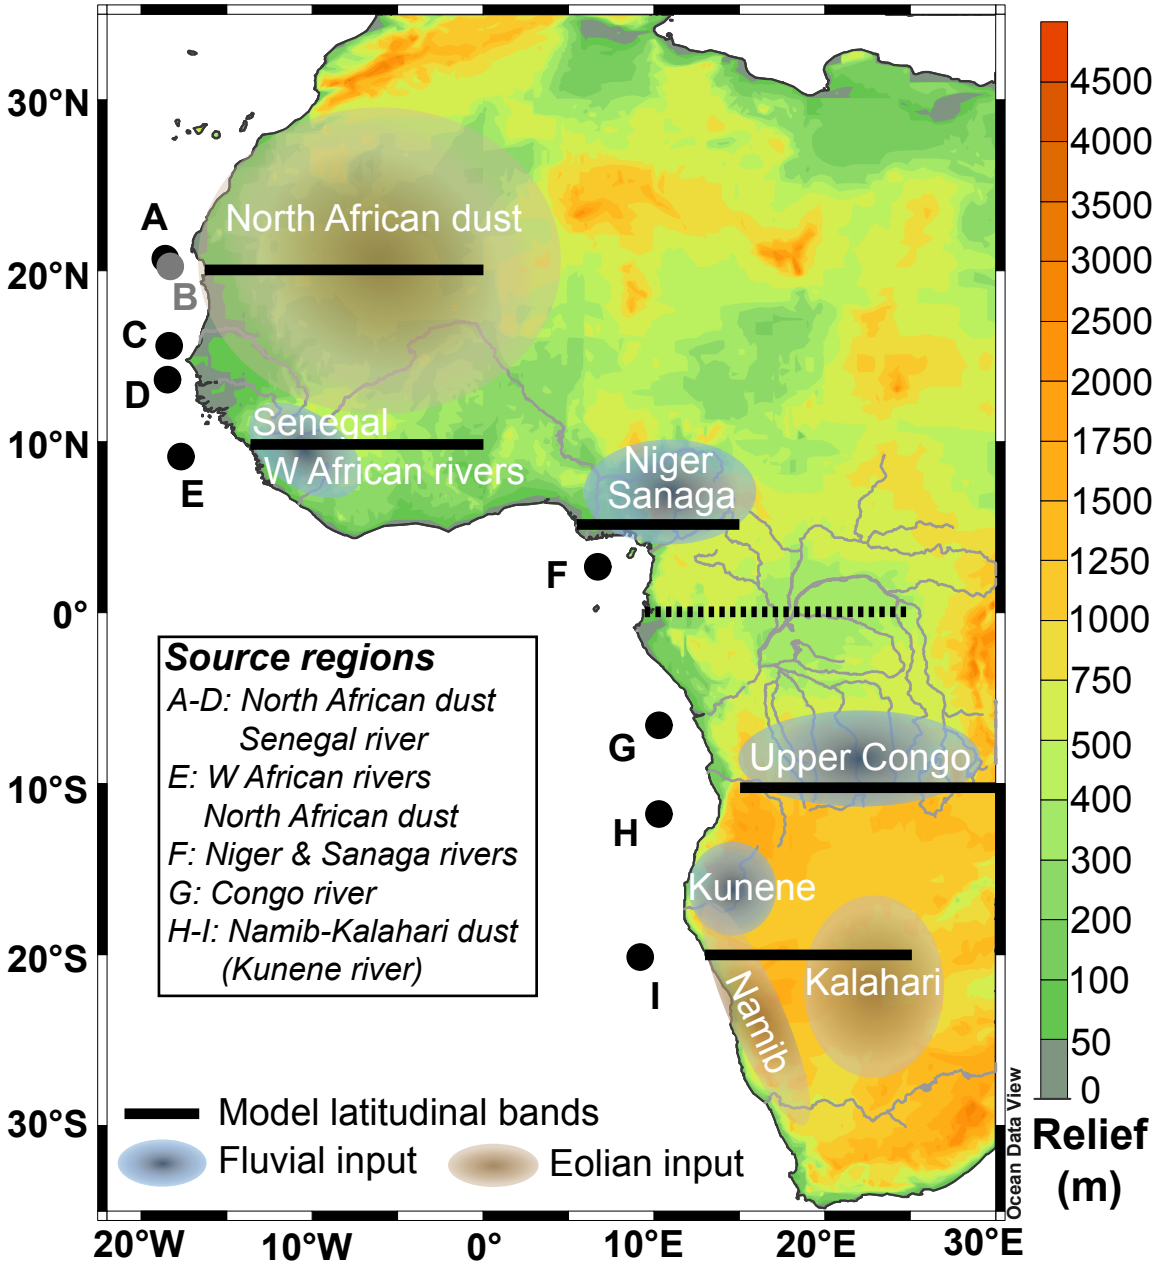 30°N
20°N
10°N
0°
10°S
20°S
30°S
20°W
10°W
0°
10°E
20°E
30°E
A
B
C
D
E
F
G
H
I
North African dust
Senegal
W African rivers
Niger
Sanaga
Upper Congo
Kunene
Kalahari
Namib
Source regions
A-D: North African dust
Senegal river
E: W African rivers
North African dust
F: Niger & Sanaga rivers
G: Congo river
H-I: Namib-Kalahari dust
(Kunene river)
Model latitudinal bands
Fluvial input
Eolian input
Ocean Data View
4500
4000
3500
3000
2500
2000
1750
1500
1250
1000
750
500
400
300
200
100
50
0
Relief
(m)